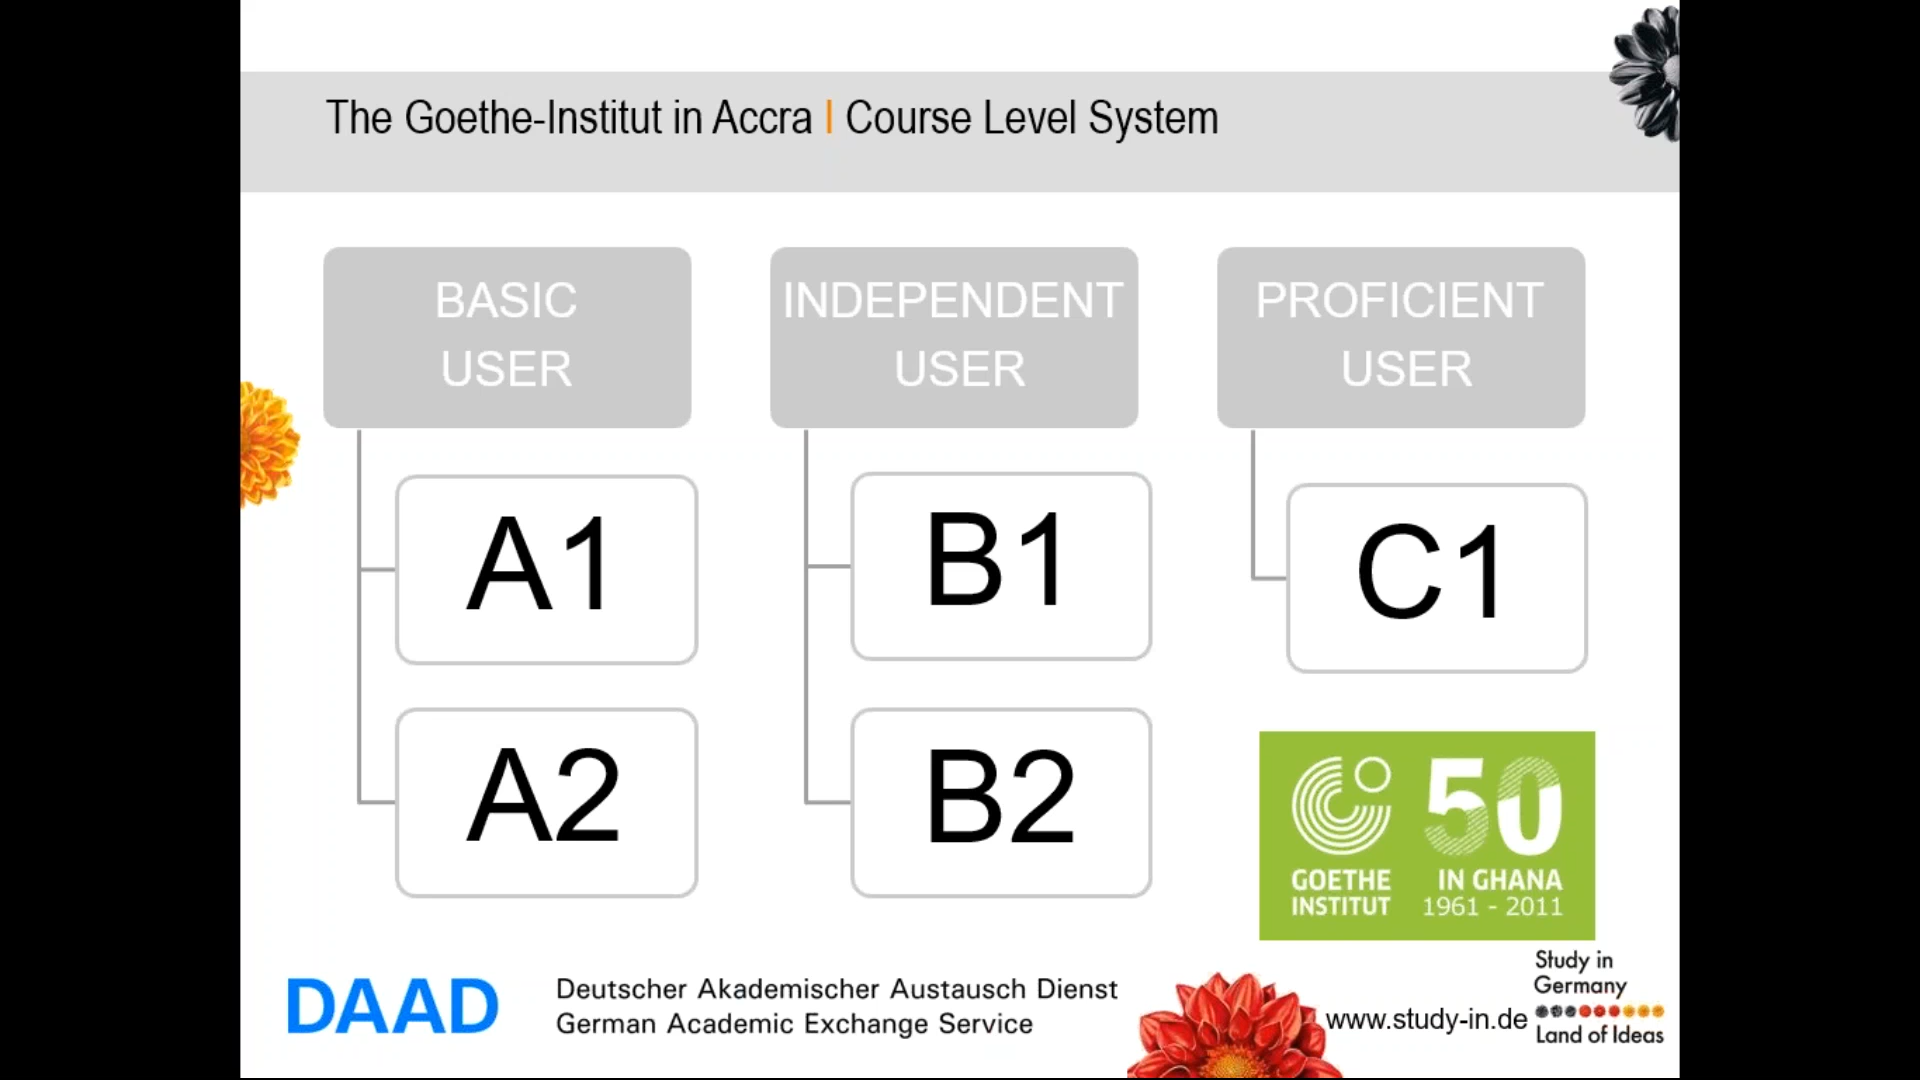 The Goethe-Institut in Accra | Course Level System
BASIC
USER
A1
A2
INDEPENDENT
USER
B1
B2
PROFICIENT
USER
C1
GOETHE
INSTITUT
50
IN GHANA
1961 - 2011
DAAD
Deutscher Akademischer Austausch Dienst
German Academic Exchange Service
www.study-in.de
Study in
Germany
Land of Ideas